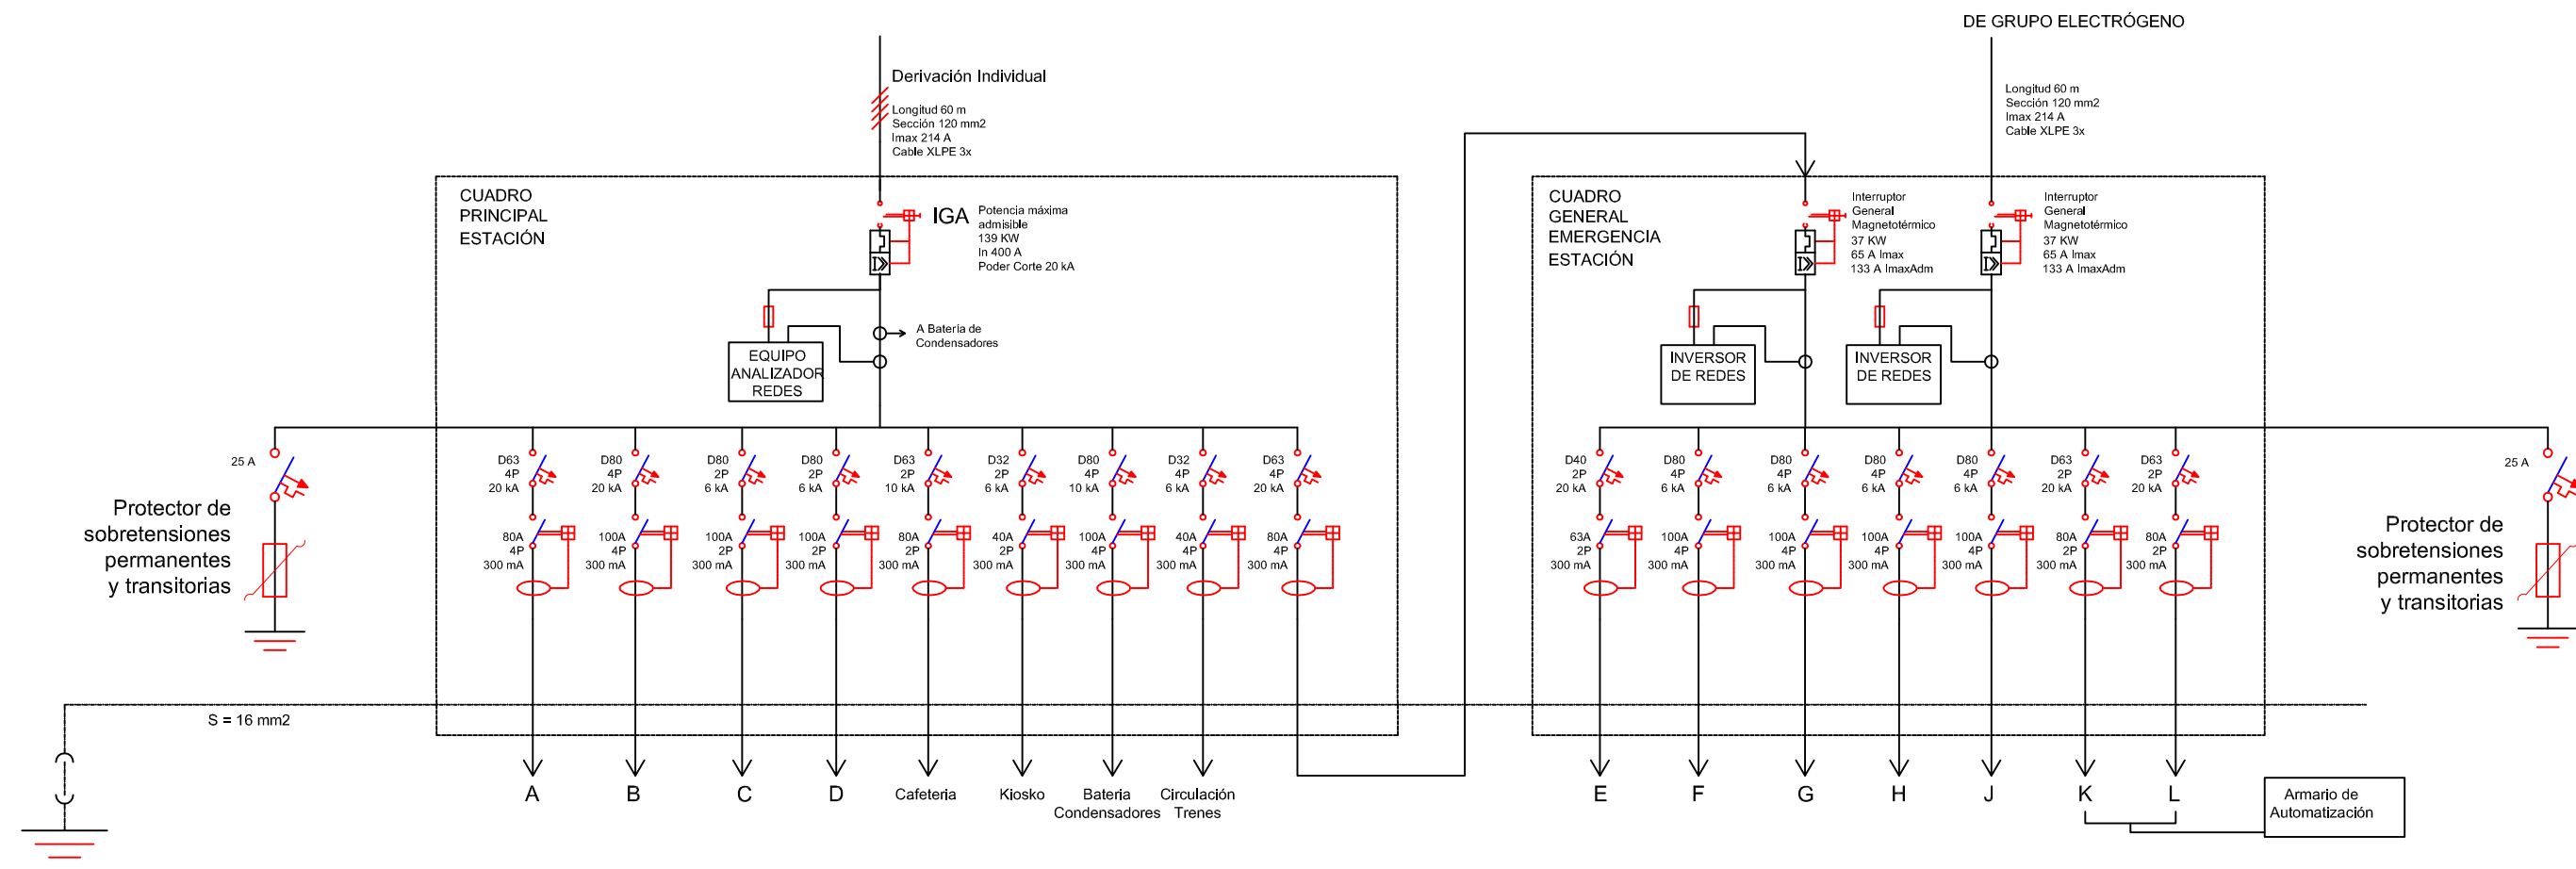 DE GRUPO ELECTRÓGENO
Derivación Individual
Longitud 60 m
Sección 120 mm2
Imax 214 A
Cable XLPE 3x
Longitud 60 m
Sección 120 mm2
Imax 214 A
Cable XLPE 3x
CUADRO
PRINCIPAL
ESTACIÓN
IGA
Potencia máxima
admisible
139 KW
In 400 A
Poder Corte 20 kA
A Bateria de
Condensadores
EQUIPO
ANALIZADOR
REDES
CUADRO
GENERAL
EMERGENCIA
ESTACIÓN
Interruptor
General
Magnetotérmico
37 KW
65 A Imax
133 A ImaxAdm
Interruptor
General
Magnetotérmico
37 KW
65 A Imax
133 A ImaxAdm
INVERSOR
DE REDES
INVERSOR
DE REDES
25 A
Protector de
sobretensiones
permanentes
y transitorias
D63
4P
20 kA
D80
4P
20 kA
D80
2P
6 kA
D80
2P
6 kA
D63
2P
10 kA
D32
2P
6 kA
D80
4P
10 kA
D32
4P
6 kA
D63
4P
20 kA
80A
4P
300 mA
100A
4P
300 mA
100A
2P
300 mA
100A
2P
300 mA
80A
2P
300 mA
40A
2P
300 mA
100A
4P
300 mA
40A
4P
300 mA
80A
4P
300 mA
D40
2P
20 kA
D80
4P
6 kA
D80
4P
6 kA
D80
4P
6 kA
D80
4P
6 kA
D63
2P
20 kA
D63
2P
20 kA
63A
2P
300 mA
100A
4P
300 mA
100A
4P
300 mA
100A
4P
300 mA
100A
4P
300 mA
80A
2P
300 mA
80A
2P
300 mA
25 A
Protector de
sobretensiones
permanentes
y transitorias
S = 16 mm2
A
B
C
D
Cafeteria
Kiosko
Bateria
Condensadores
Circulación
Trenes
E
F
G
H
J
K
L
Armario de
Automatización